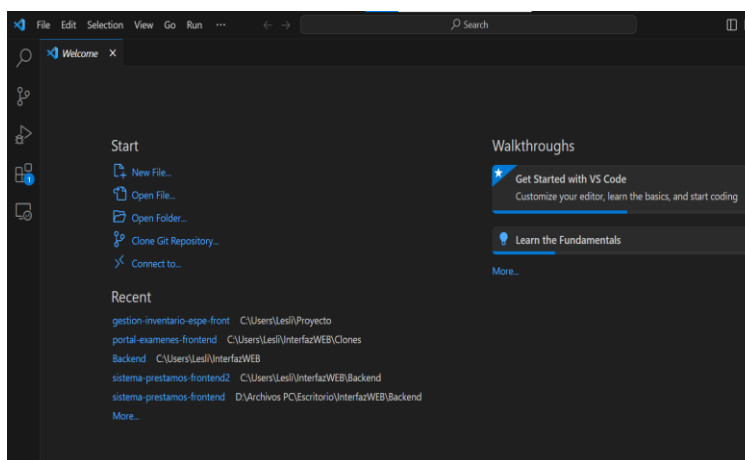 File Edit Selection View Go Run ··· Search
Welcome
Start
New File...
Open File...
Open Folder...
Clone Git Repository...
Connect to...
Recent
gestion-inventario-espe-front C:\Users\Lesli\Proyecto
portal-examenes-frontend C:\Users\Lesli\InterfazWEB\Clones
Backend C:\Users\Lesli\InterfazWEB
sistema-prestamos-frontend2 C:\Users\Lesli\InterfazWEB\Backend
sistema-prestamos-frontend D:\Archivos PC\Escritorio\InterfazWEB\Backend
More...
Walkthroughs
Get Started with VS Code
Customize your editor, learn the basics, and start coding
Learn the Fundamentals
More...
1